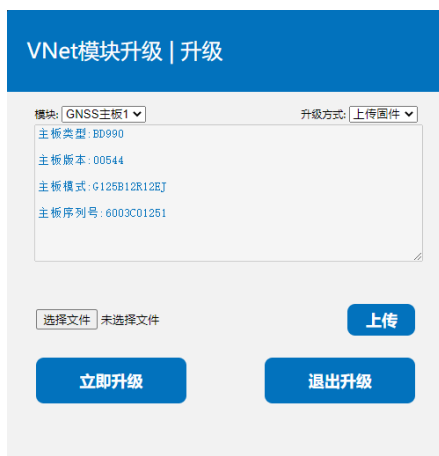 VNet模块升级 | 升级
模块: GNSS主板1 升级方式: 上传固件
主板类型:BD990
主板版本:00544
主板模式:G125B12R12EJ
主板序列号:6003C01251
选择文件 未选择文件 上传
立即升级 退出升级